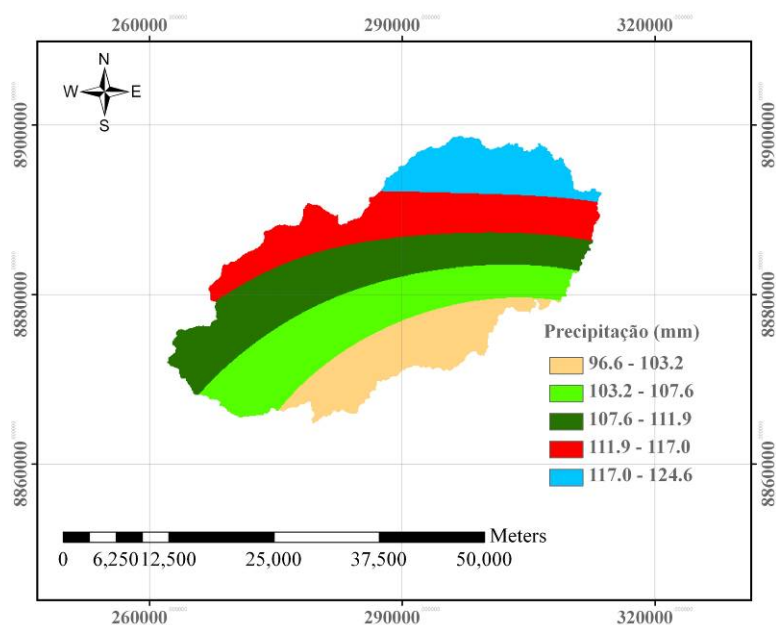 260000 290000 320000
N
W E
S
8900000 8900000
8880000 8880000
Precipitação (mm)
96.6 - 103.2
103.2 - 107.6
107.6 - 111.9
111.9 - 117.0
117.0 - 124.6
8860000 8860000
Meters
0 6,250 12,500 25,000 37,500 50,000
260000 290000 320000